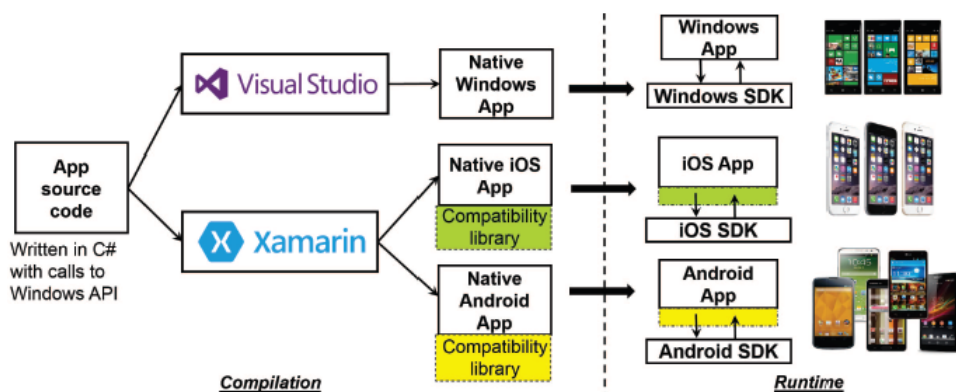 App
source
code
Written in C#
with calls to
Windows API
Visual Studio
Xamarin
Native
Windows
App
Native iOS
App
Compatibility
library
Native
Android
App
Compatibility
library
Compilation
Windows
App
Windows SDK
iOS App
iOS SDK
Android App
Android SDK
Runtime